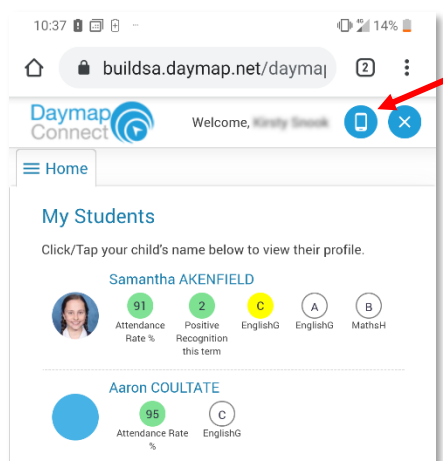 10:37 14%
buildsa.daymap.net/daymap 2
Daymap
Connect
Welcome,
Home
My Students
Click/Tap your child's name below to view their profile.
Samantha AKENFIELD
91 2 C A B
Attendance Rate % Positive Recognition this term EnglishG EnglishG MathsH
Aaron COULTATE
95 C
Attendance Rate % EnglishG